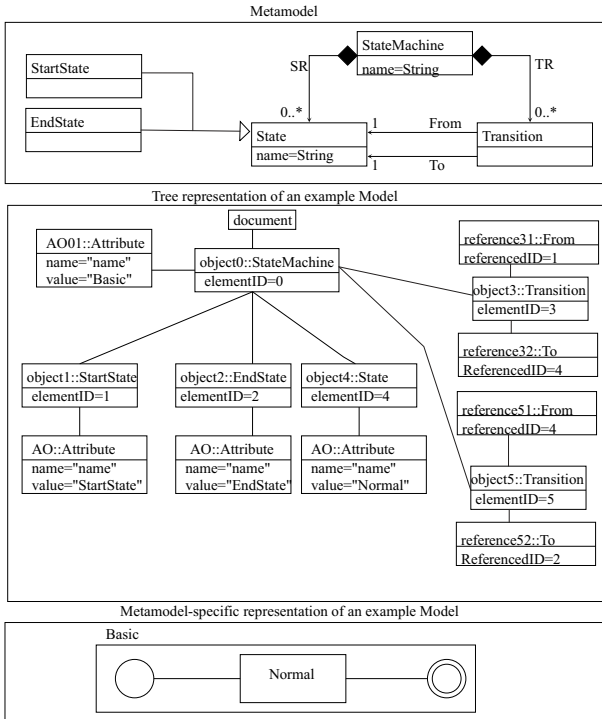 Metamodel
StateMachine
name=String
StartState
SR
TR
EndState
0..*
0..*
State
name=String
1
From
Transition
1
To
Tree representation of an example Model
document
AO01::Attribute
name="name"
value="Basic"
object0::StateMachine
elementID=0
reference31::From
referencedID=1
object3::Transition
elementID=3
reference32::To
ReferencedID=4
object1::StartState
elementID=1
object2::EndState
elementID=2
object4::State
elementID=4
reference51::From
referencedID=4
AO::Attribute
name="name"
value="StartState"
AO::Attribute
name="name"
value="EndState"
AO::Attribute
name="name"
value="Normal"
object5::Transition
elementID=5
reference52::To
ReferencedID=2
Metamodel-specific representation of an example Model
Basic
Normal